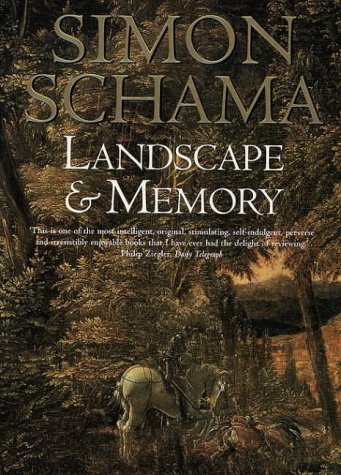 SIMON
SCHAMA
LANDSCAPE
& MEMORY
'This is one of the most intelligent, original, stimulating, self-indulgent, perverse
and irresistibly enjoyable books that I have ever had the delight of reviewing.'
Philip Ziegler, Daily Telegraph